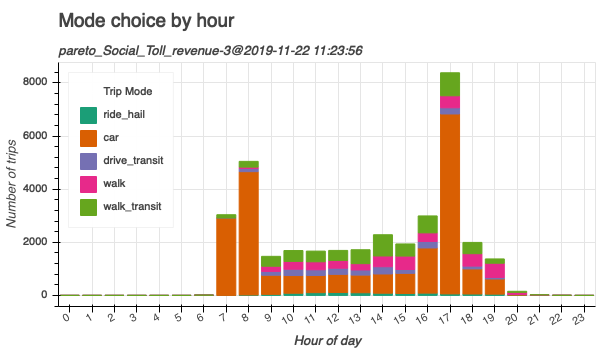 Mode choice by hour
pareto_Social_Toll_revenue-3@2019-11-22 11:23:56
Number of trips
8000
6000
4000
2000
0
Trip Mode
ride_hail
car
drive_transit
walk
walk_transit
0 1 2 3 4 5 6 7 8 9 10 11 12 13 14 15 16 17 18 19 20 21 22 23
Hour of day